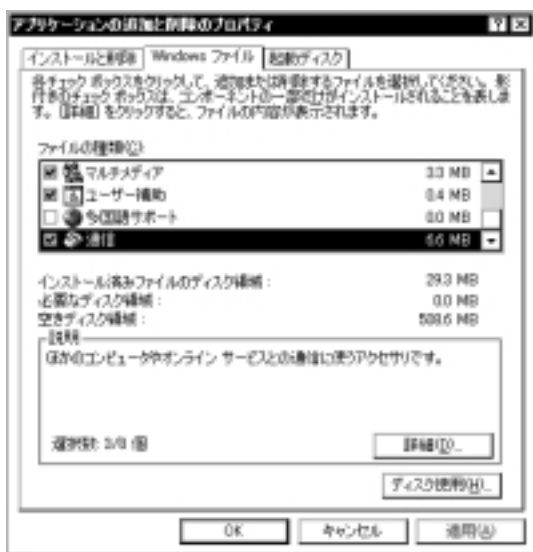 アプリケーションの追加と削除のプロパティ
インストールと削除 Windows ファイル 起動ディスク
各チェック ボックスをクリックして、追加または削除するファイルを選択してください。影
付きのチェック ボックスは、コンポーネントの一部だけがインストールされることを表しま
す。[詳細] をクリックすると、ファイルの内容が表示されます。
ファイルの種類(C):
マルチメディア 3.3 MB
ユーザー補助 0.4 MB
多国語サポート 0.0 MB
通信 6.6 MB
インストール済みファイルのディスク領域: 29.3 MB
必要なディスク領域: 0.0 MB
空きディスク領域: 508.6 MB
説明
ほかのコンピュータやオンライン サービスとの通信に使うアクセサリです。
選択数: 3/8 個
詳細(D)...
ディスク使用(H)...
OK キャンセル 適用(A)